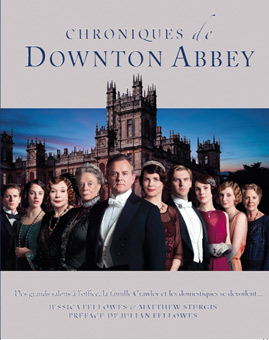 CHRONIQUES de
DOWNTON ABBEY
Des grands salons à l'office, la famille Crawley et les domestiques se dévoilent...
JESSICA FELLOWES & MATTHEW STURGIS
PRÉFACE DE JULIAN FELLOWES